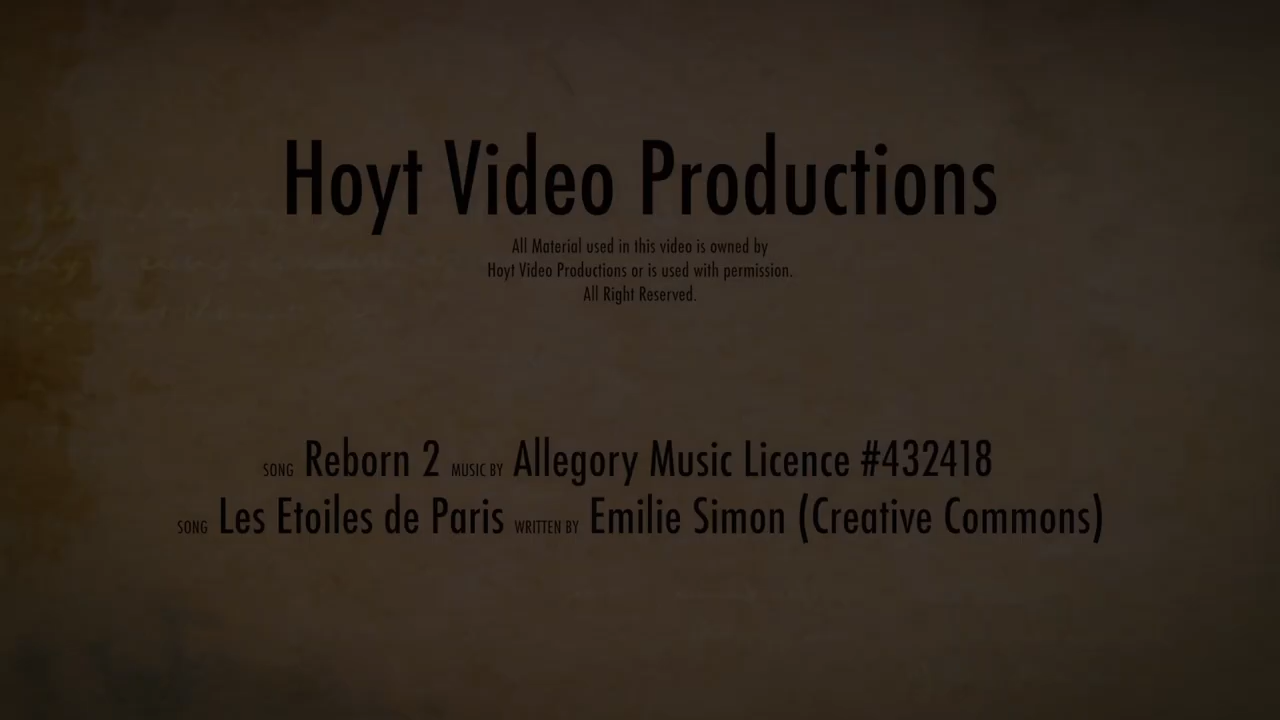 Hoyt Video Productions
All Material used in this video is owned by
Hoyt Video Productions or is used with permission.
All Right Reserved.
SONG Reborn 2 MUSIC BY Allegory Music Licence #432418
SONG Les Etoiles de Paris WRITTEN BY Emilie Simon (Creative Commons)